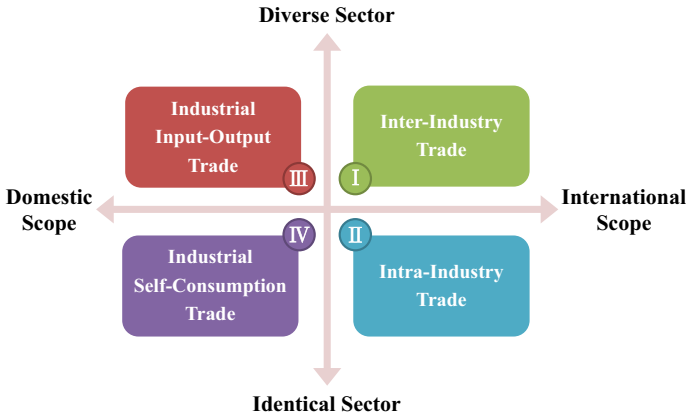 Diverse Sector
Industrial
Input-Output
Trade
Ⅲ
Inter-Industry
Trade
Ⅰ
Domestic
Scope
International
Scope
Industrial
Self-Consumption
Trade
Ⅳ
Intra-Industry
Trade
Ⅱ
Identical Sector